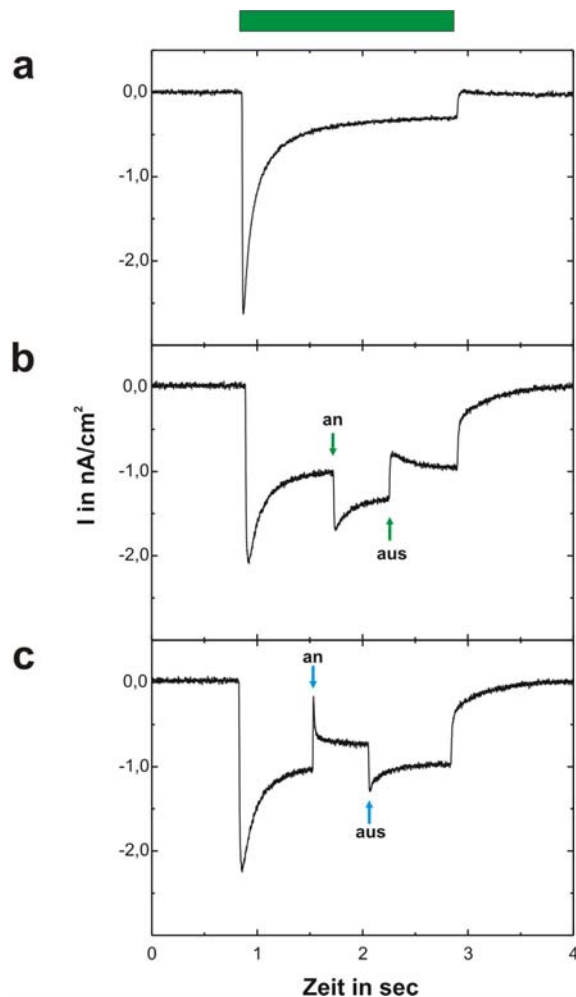 a
0,0
-1,0
-2,0
b
0,0
-1,0
-2,0
an
aus
I in nA/cm²
c
0,0
-1,0
-2,0
an
aus
0 1 2 3 4
Zeit in sec